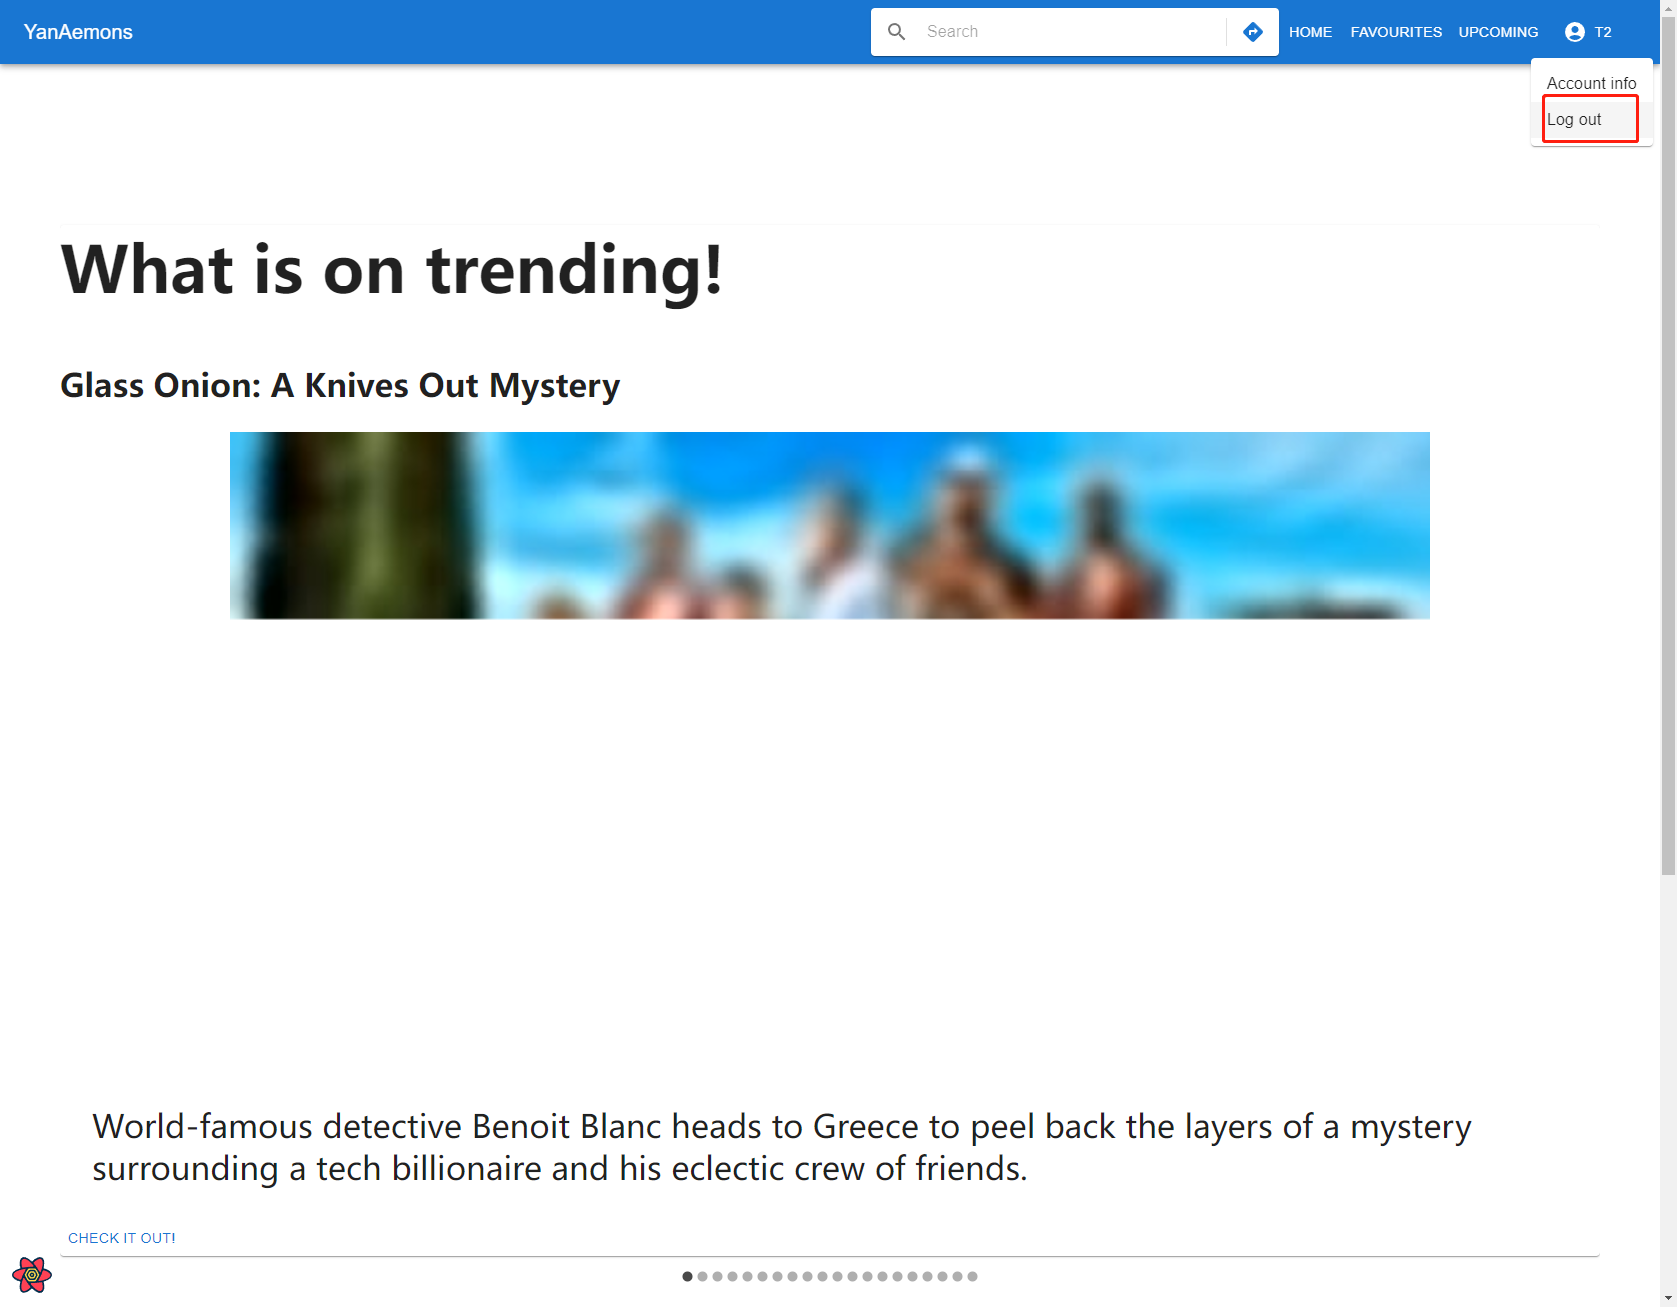 YanAemons
Search
HOME
FAVOURITES
UPCOMING
T2
Account info
Log out
What is on trending!
Glass Onion: A Knives Out Mystery
World-famous detective Benoit Blanc heads to Greece to peel back the layers of a mystery
surrounding a tech billionaire and his eclectic crew of friends.
CHECK IT OUT!